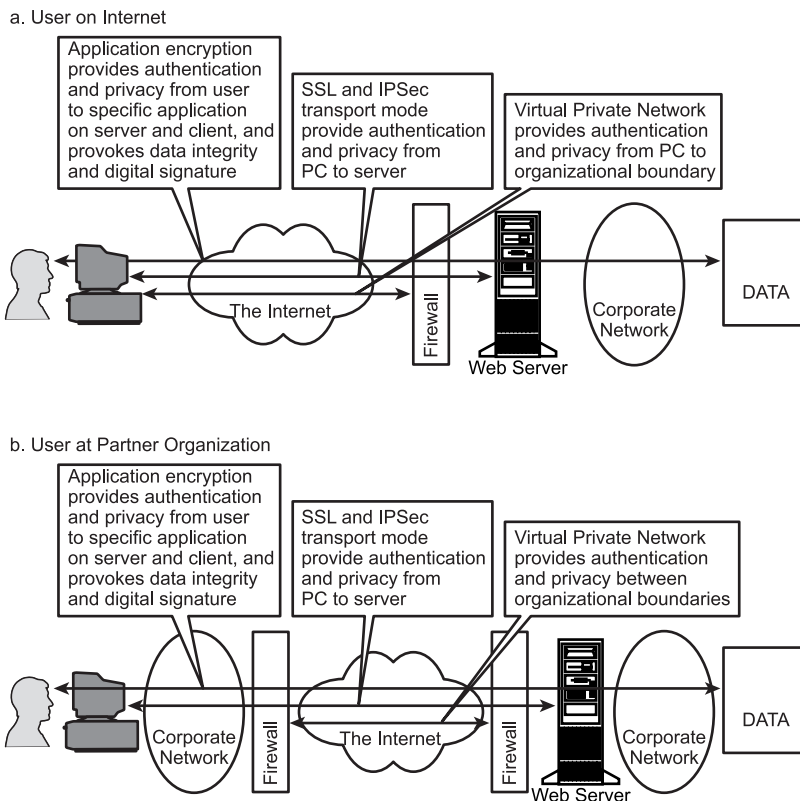 a. User on Internet
Application encryption
provides authentication
and privacy from user
to specific application
on server and client, and
provokes data integrity
and digital signature
SSL and IPSec
transport mode
provide authentication
and privacy from
PC to server
Virtual Private Network
provides authentication
and privacy from PC to
organizational boundary
The Internet
Firewall
Web Server
Corporate
Network
DATA
b. User at Partner Organization
Application encryption
provides authentication
and privacy from user
to specific application
on server and client, and
provokes data integrity
and digital signature
SSL and IPSec
transport mode
provide authentication
and privacy from
PC to server
Virtual Private Network
provides authentication
and privacy between
organizational boundaries
Corporate
Network
Firewall
The Internet
Firewall
Web Server
Corporate
Network
DATA